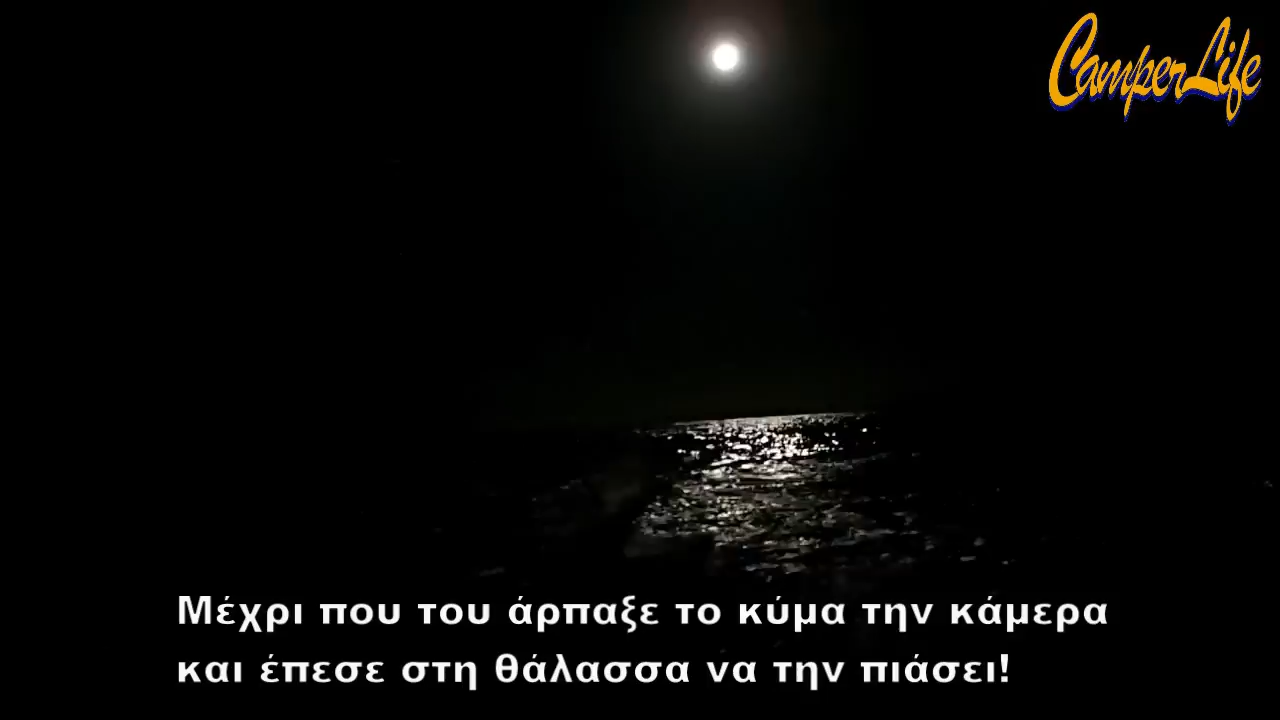 CamperLife
Μέχρι που του άρπαξε το κύμα την κάμερα
και έπεσε στη θάλασσα να την πιάσει!